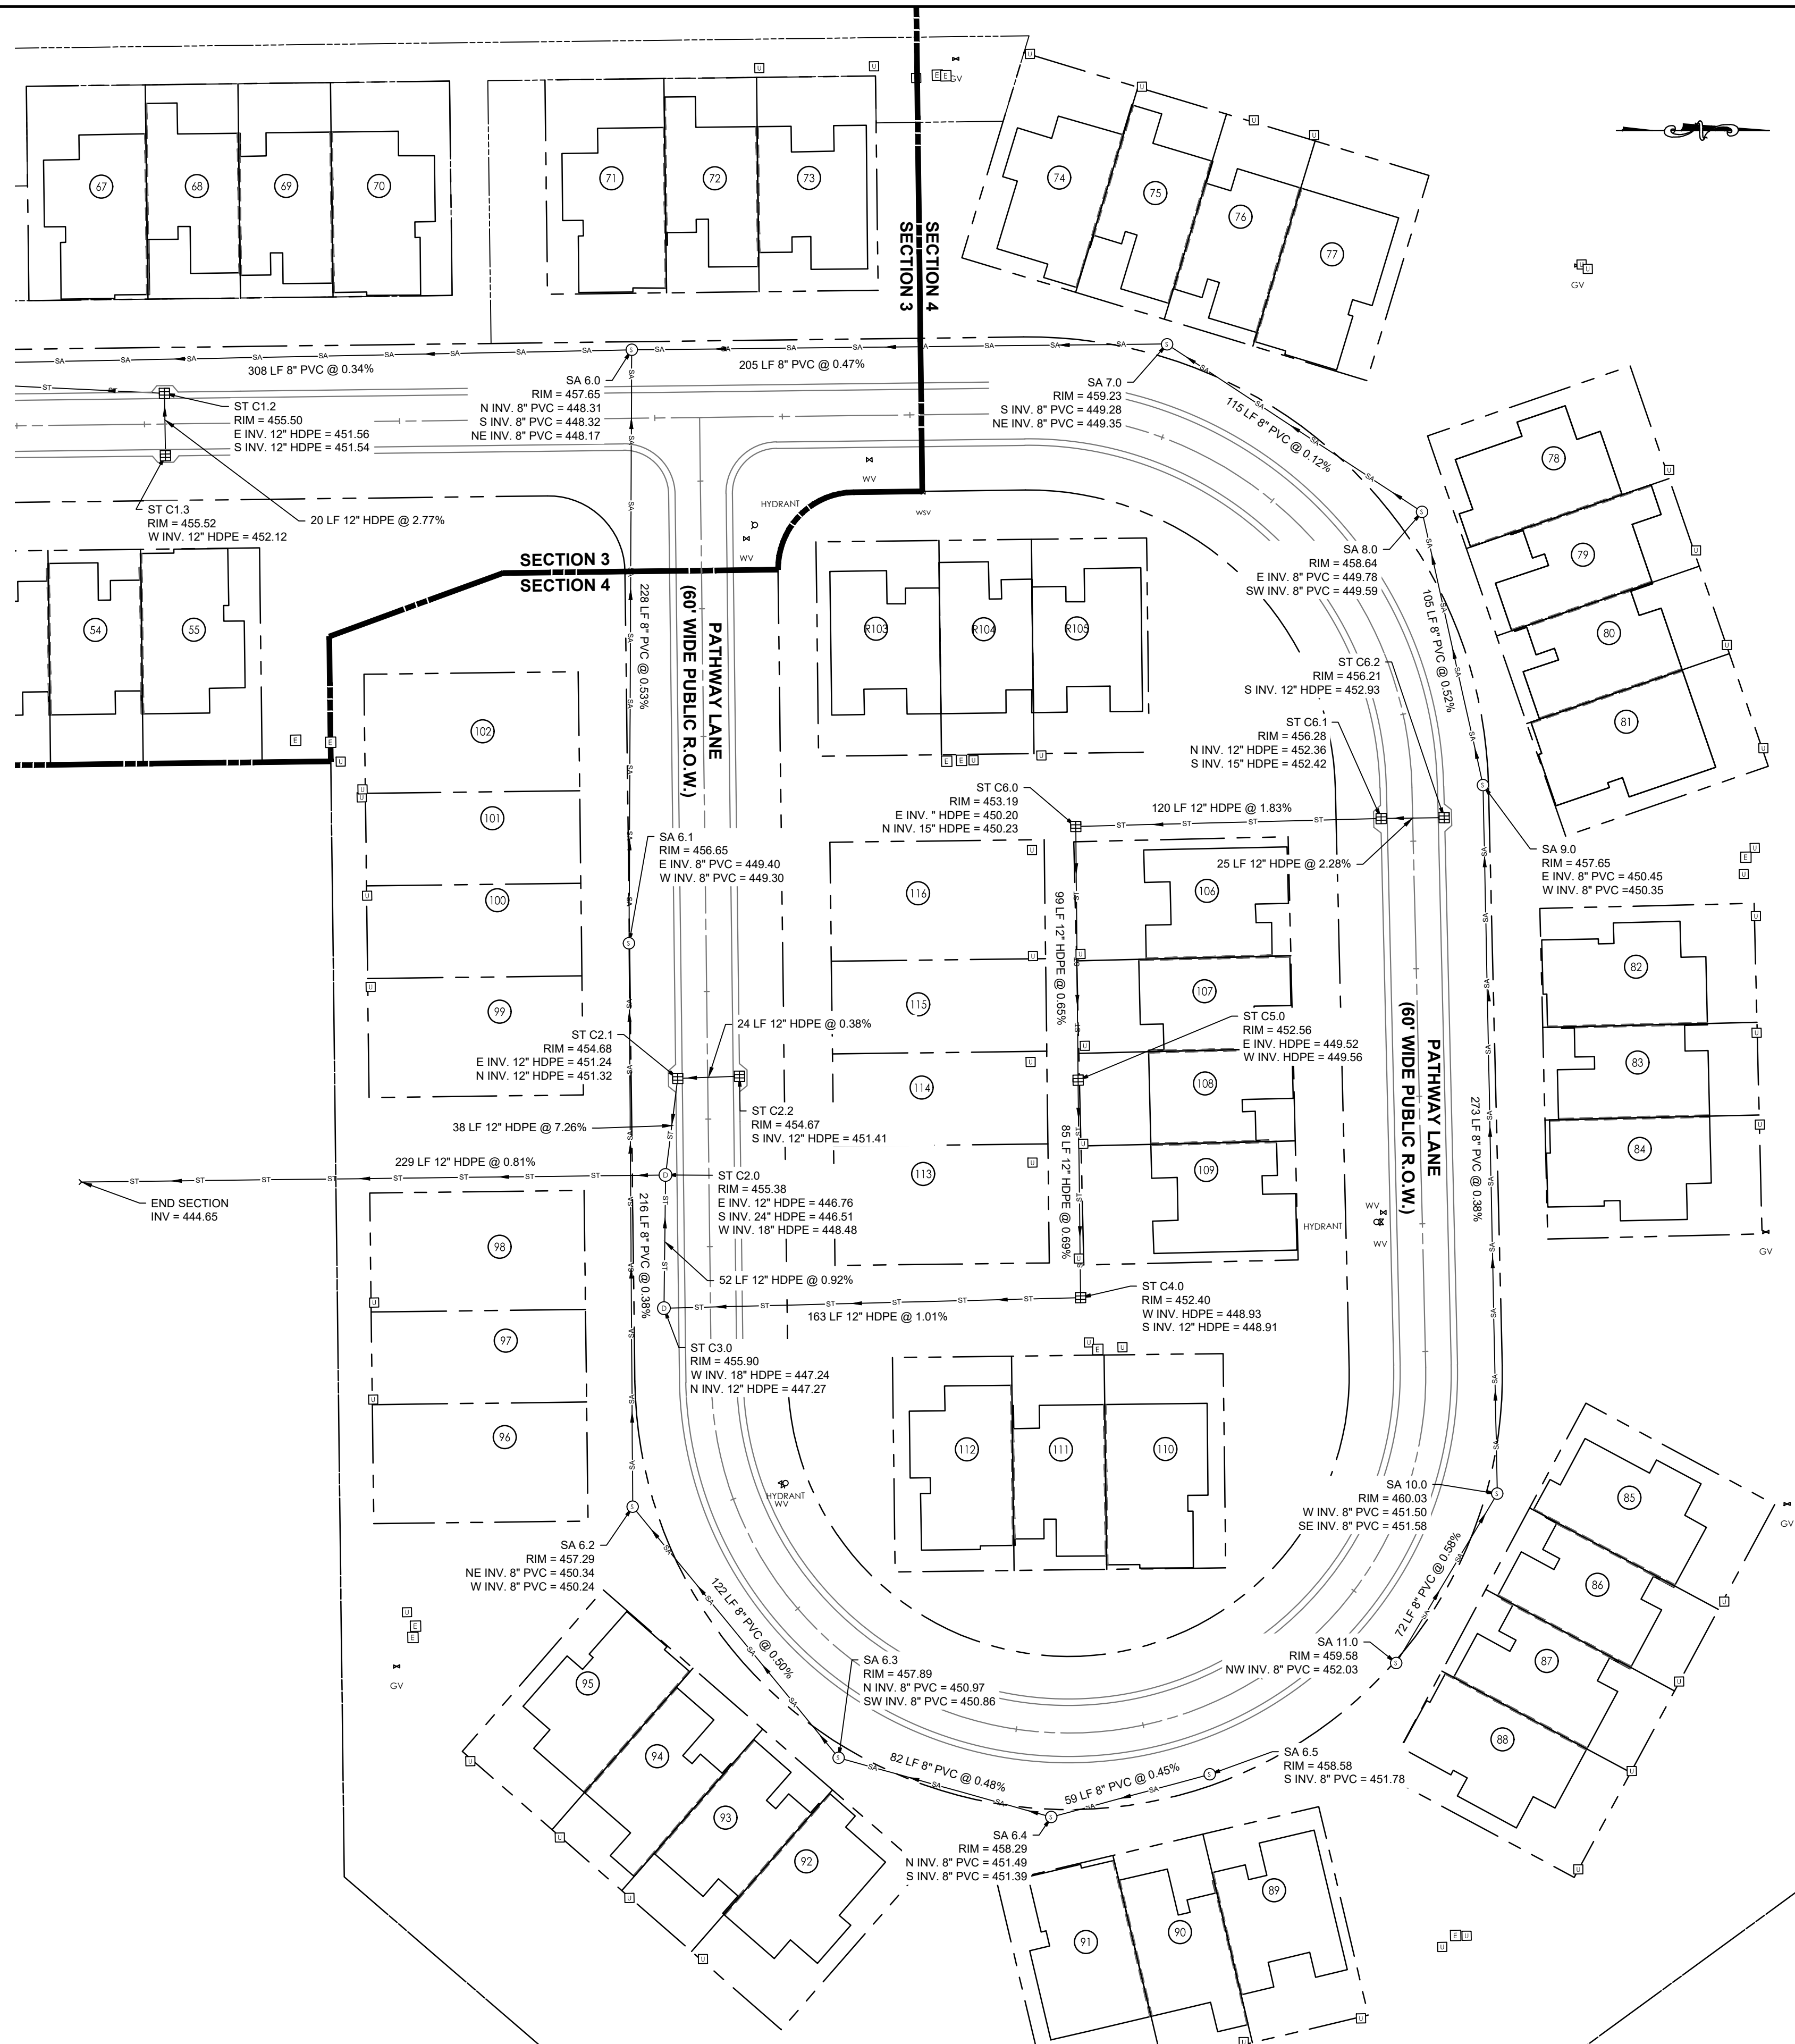 GV
E
E
U
U
U
U
U
U
67
68
69
70
71
72
73
74
75
76
77
SECTION 4
SECTION 3
U
U
GV
308 LF 8" PVC @ 0.34%
205 LF 8" PVC @ 0.47%
SA 6.0
RIM = 457.65
N INV. 8" PVC = 448.31
S INV. 8" PVC = 448.32
NE INV. 8" PVC = 448.17
SA 7.0
RIM = 459.23
S INV. 8" PVC = 449.28
NE INV. 8" PVC = 449.35
115 LF 8" PVC @ 0.12%
ST C1.2
RIM = 455.50
E INV. 12" HDPE = 451.56
S INV. 12" HDPE = 451.54
ST C1.3
RIM = 455.52
W INV. 12" HDPE = 452.12
20 LF 12" HDPE @ 2.77%
WV
HYDRANT
WV
WSV
SECTION 3
SECTION 4
SA 8.0
RIM = 458.64
E INV. 8" PVC = 449.78
SW INV. 8" PVC = 449.59
105 LF 8" PVC @ 0.52%
78
79
80
81
54
55
228 LF 8" PVC @ 0.53%
PATHWAY LANE
(60' WIDE PUBLIC R.O.W.)
R103
R104
R105
ST C6.2
RIM = 456.21
S INV. 12" HDPE = 452.93
ST C6.1
RIM = 456.28
N INV. 12" HDPE = 452.36
S INV. 15" HDPE = 452.42
102
101
100
99
ST C6.0
RIM = 453.19
E INV. " HDPE = 450.20
N INV. 15" HDPE = 450.23
120 LF 12" HDPE @ 1.83%
25 LF 12" HDPE @ 2.28%
SA 9.0
RIM = 457.65
E INV. 8" PVC = 450.45
W INV. 8" PVC =450.35
SA 6.1
RIM = 456.65
E INV. 8" PVC = 449.40
W INV. 8" PVC = 449.30
116
115
114
113
99 LF 12" HDPE @ 0.65%
106
107
108
109
82
83
84
ST C5.0
RIM = 452.56
E INV. HDPE = 449.52
W INV. HDPE = 449.56
PATHWAY LANE
(60' WIDE PUBLIC R.O.W.)
24 LF 12" HDPE @ 0.38%
ST C2.1
RIM = 454.68
E INV. 12" HDPE = 451.24
N INV. 12" HDPE = 451.32
ST C2.2
RIM = 454.67
S INV. 12" HDPE = 451.41
38 LF 12" HDPE @ 7.26%
85 LF 12" HDPE @ 0.69%
273 LF 8" PVC @ 0.38%
229 LF 12" HDPE @ 0.81%
END SECTION
INV = 444.65
ST C2.0
RIM = 455.38
E INV. 12" HDPE = 446.76
S INV. 24" HDPE = 446.51
W INV. 18" HDPE = 448.48
216 LF 8" PVC @ 0.38%
WV
HYDRANT
WV
GV
98
97
96
52 LF 12" HDPE @ 0.92%
163 LF 12" HDPE @ 1.01%
ST C4.0
RIM = 452.40
W INV. HDPE = 448.93
S INV. 12" HDPE = 448.91
ST C3.0
RIM = 455.90
W INV. 18" HDPE = 447.24
N INV. 12" HDPE = 447.27
112
111
110
HYDRANT
WV
SA 10.0
RIM = 460.03
W INV. 8" PVC = 451.50
SE INV. 8" PVC = 451.58
85
86
87
88
GV
SA 6.2
RIM = 457.29
NE INV. 8" PVC = 450.34
W INV. 8" PVC = 450.24
122 LF 8" PVC @ 0.50%
72 LF 8" PVC @ 0.58%
SA 11.0
RIM = 459.58
NW INV. 8" PVC = 452.03
U
E
E
GV
SA 6.3
RIM = 457.89
N INV. 8" PVC = 450.97
SW INV. 8" PVC = 450.86
95
94
93
92
82 LF 8" PVC @ 0.48%
59 LF 8" PVC @ 0.45%
SA 6.5
RIM = 458.58
S INV. 8" PVC = 451.78
SA 6.4
RIM = 458.29
N INV. 8" PVC = 451.49
S INV. 8" PVC = 451.39
91
90
89
U
E
U